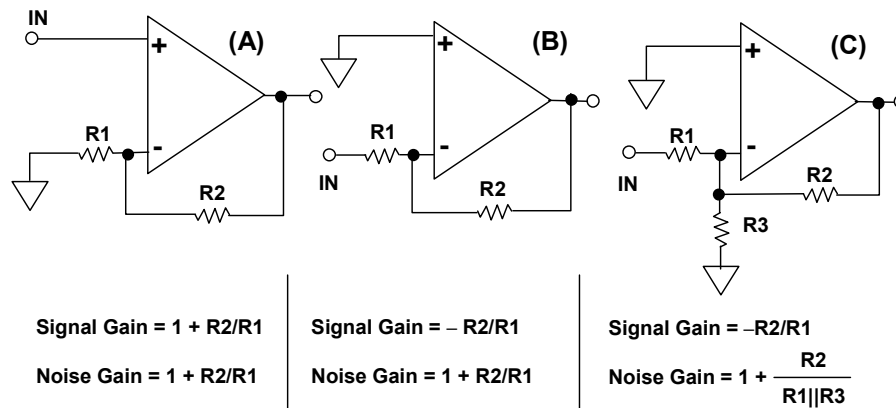 IN
+
(A)
R1
-
R2
Signal Gain = 1 + R2/R1
Noise Gain = 1 + R2/R1
+
(B)
R1
-
IN
R2
Signal Gain = – R2/R1
Noise Gain = 1 + R2/R1
+
(C)
R1
-
IN
R2
R3
Signal Gain = –R2/R1
Noise Gain = 1 + R2
R1||R3